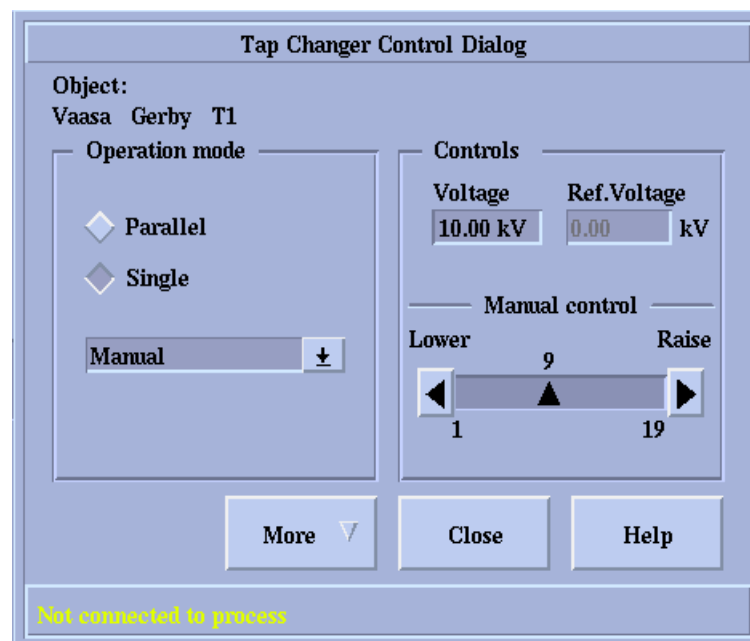 Tap Changer Control Dialog
Object:
Vaasa Gerby T1
Operation mode
Parallel
Single
Manual
Controls
Voltage Ref.Voltage
10.00 kV 0.00 kV
Manual control
Lower Raise
9
1 19
More Close Help
Not connected to process